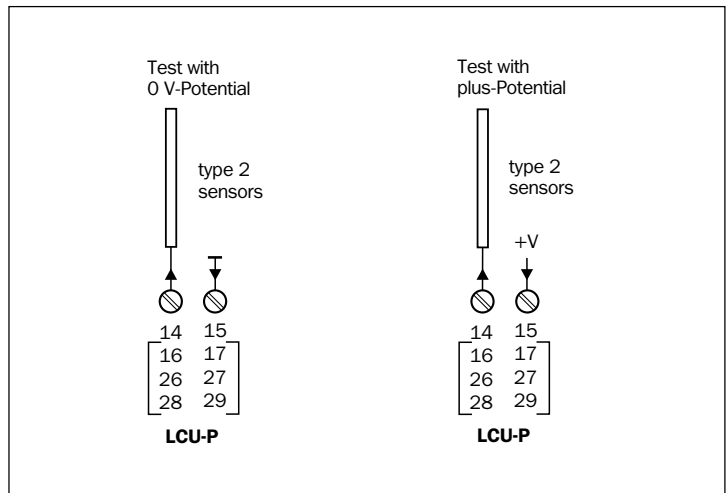 Test with
0 V-Potential
type 2
sensors
14 15
16 17
26 27
28 29
LCU-P
Test with
plus-Potential
type 2
sensors
+V
14 15
16 17
26 27
28 29
LCU-P